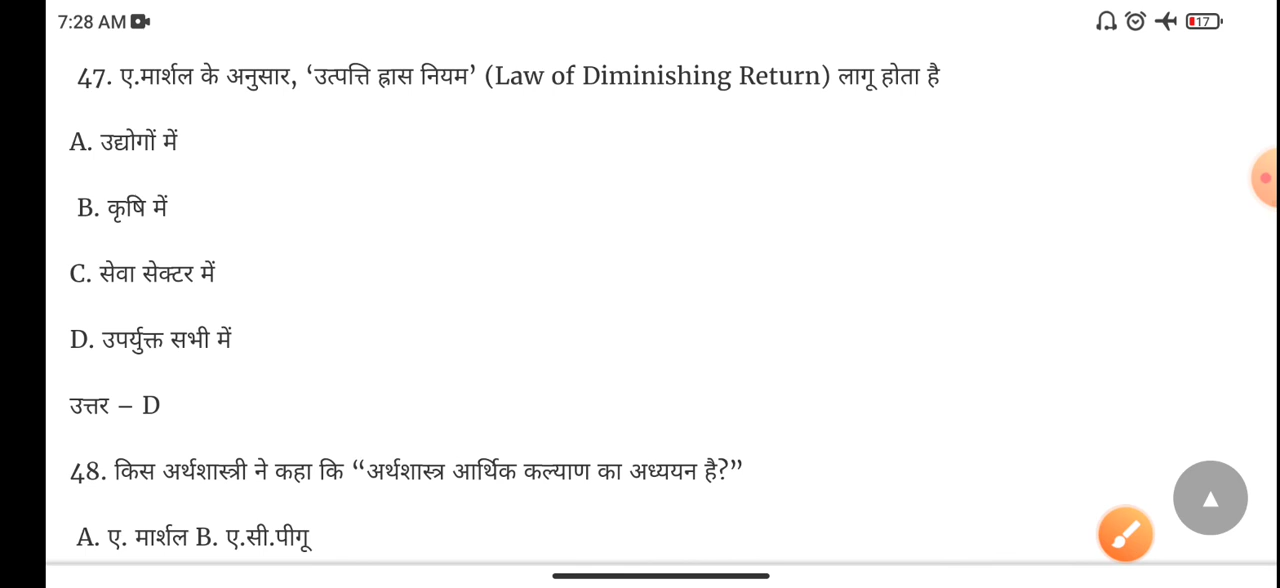 7:28 AM
17
47. ए.मार्शल के अनुसार, ‘उत्पत्ति ह्रास नियम’ (Law of Diminishing Return) लागू होता है
A. उद्योगों में
B. कृषि में
C. सेवा सेक्टर में
D. उपर्युक्त सभी में
उत्तर – D
48. किस अर्थशास्त्री ने कहा कि “अर्थशास्त्र आर्थिक कल्याण का अध्ययन है?”
A. ए. मार्शल B. ए.सी.पीगू